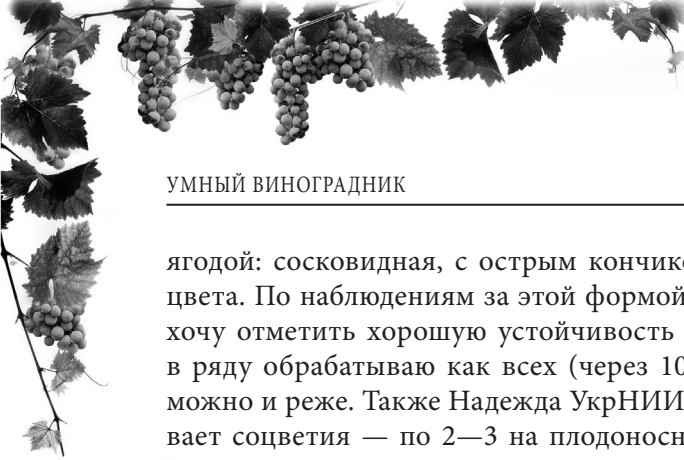 УМНЫЙ ВИНОГРАДНИК
ягодой: сосковидная, с острым кончик
цвета. По наблюдениям за этой формой
хочу отметить хорошую устойчивость
в ряду обрабатываю как всех (через 10
можно и реже. Также Надежда УкрНИИ
вает соцветия — по 2—3 на плодоносн